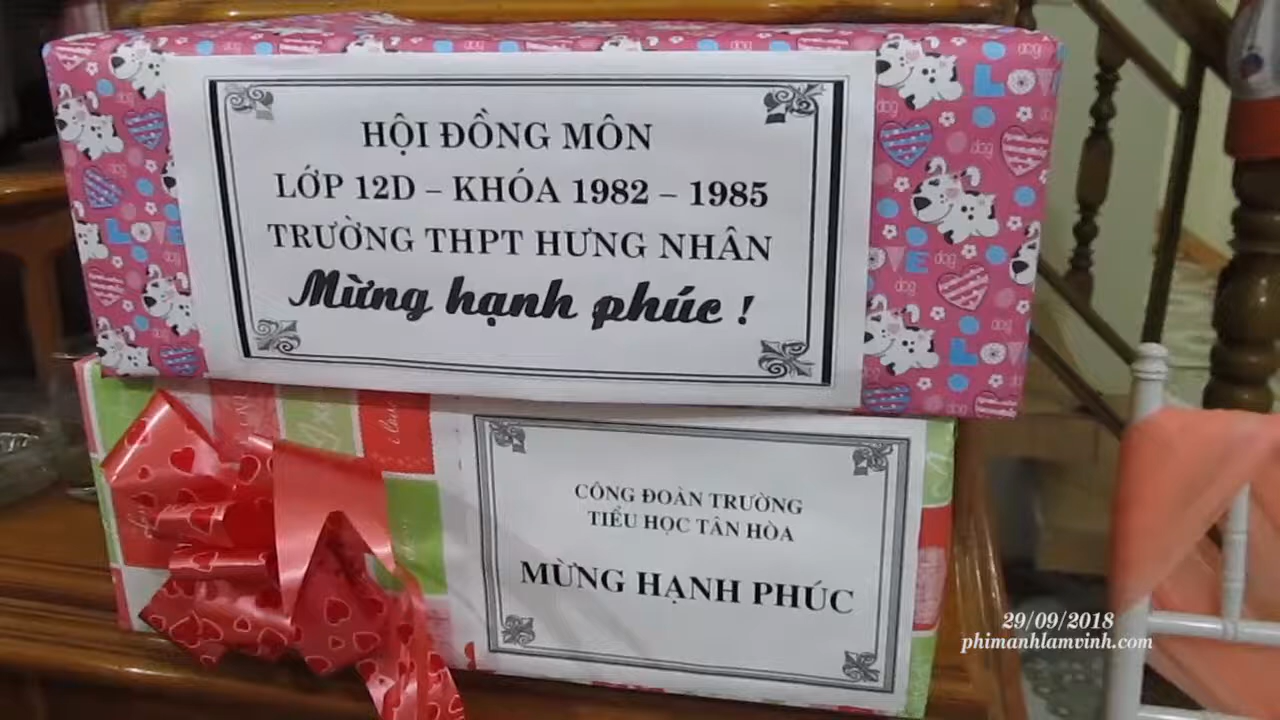 HỘI ĐỒNG MÔN
LỚP 12D – KHÓA 1982 – 1985
TRƯỜNG THPT HƯNG NHÂN
Mừng hạnh phúc !
CÔNG ĐOÀN TRƯỜNG
TIỂU HỌC TÂN HÒA
MỪNG HẠNH PHÚC
29/09/2018
phimanhlamvinh.com